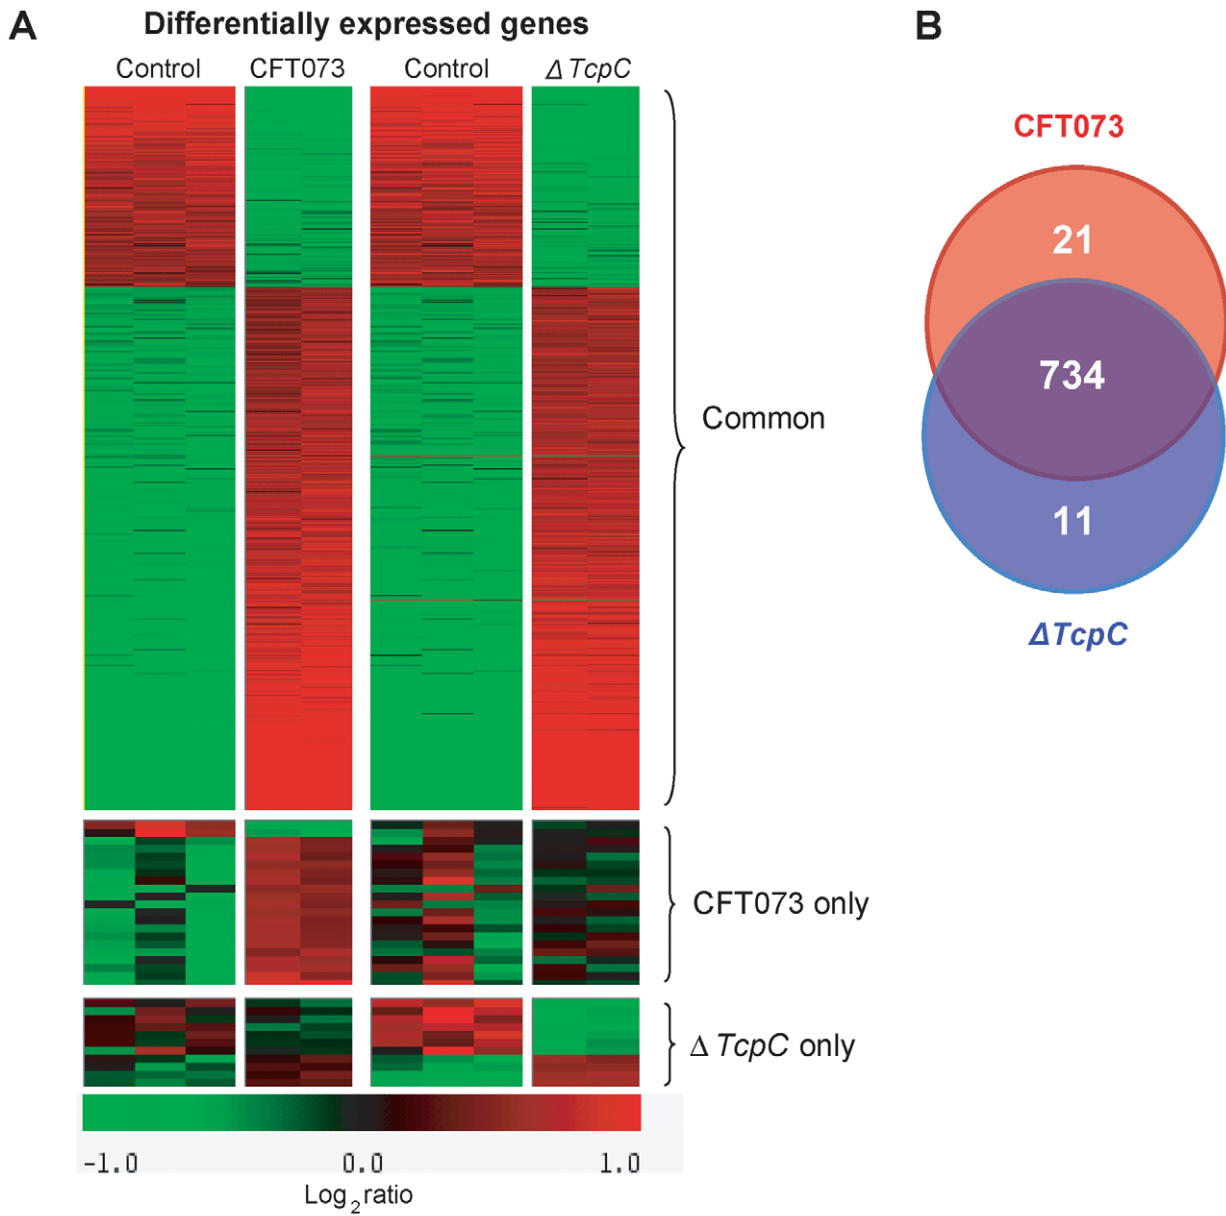 A
Differentially expressed genes
Control CFT073 Control Δ TcpC
Common
CFT073 only
Δ TcpC only
-1.0 0.0 1.0
Log2 ratio
B
CFT073
21
734
11
ΔTcpC